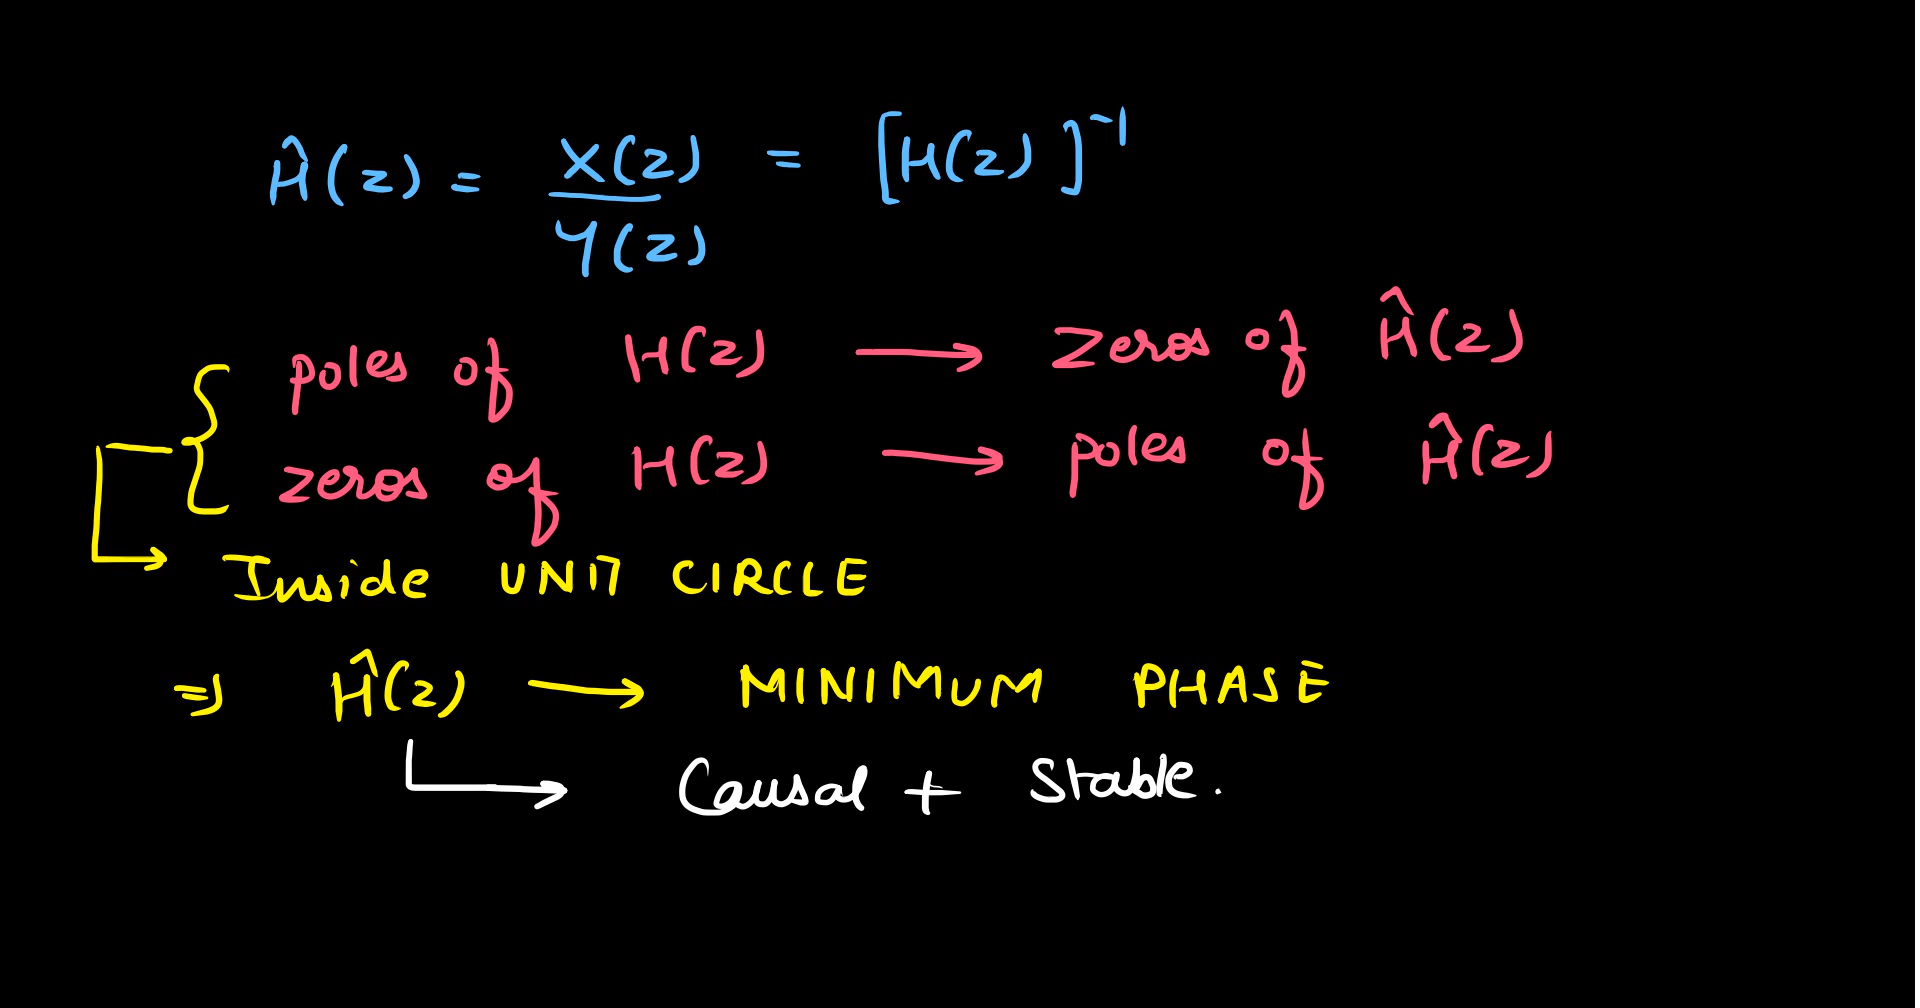 Ĥ(z) = X(z)/Y(z) = [H(z)]⁻¹
poles of H(z) → Zeros of Ĥ(z)
zeros of H(z) → poles of Ĥ(z)
Inside UNIT CIRCLE
⇒ Ĥ(z) → MINIMUM PHASE
Causal + Stable.